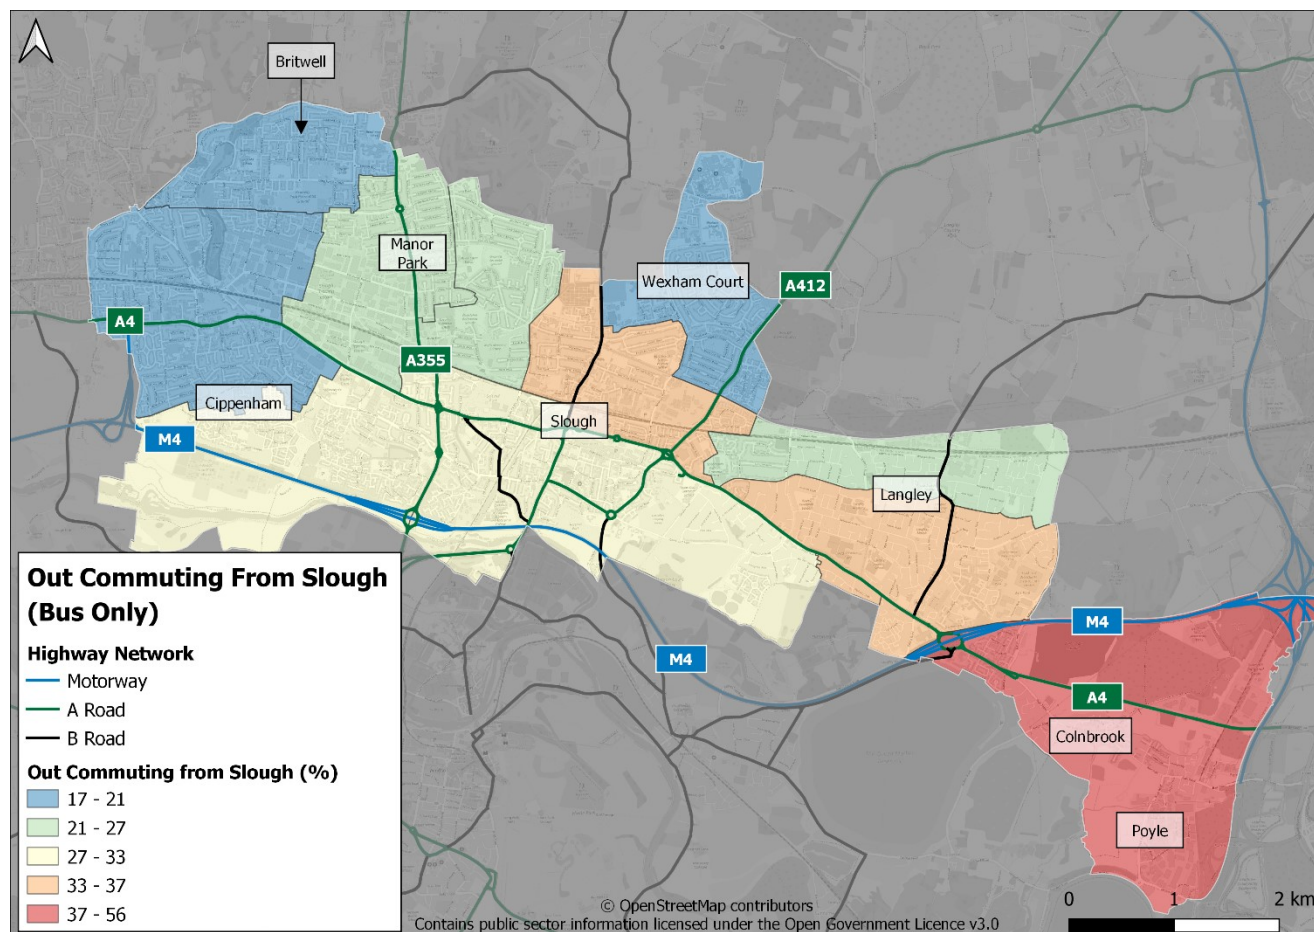 Britwell
Manor
Park
Wexham Court
A412
A4
A355
Cippenham
Slough
M4
Langley
Out Commuting From Slough
(Bus Only)
Highway Network
Motorway
A Road
B Road
Out Commuting from Slough (%)
17 - 21
21 - 27
27 - 33
33 - 37
37 - 56
M4
M4
A4
Colnbrook
Poyle
0 1 2 km
© OpenStreetMap contributors
Contains public sector information licensed under the Open Government Licence v3.0